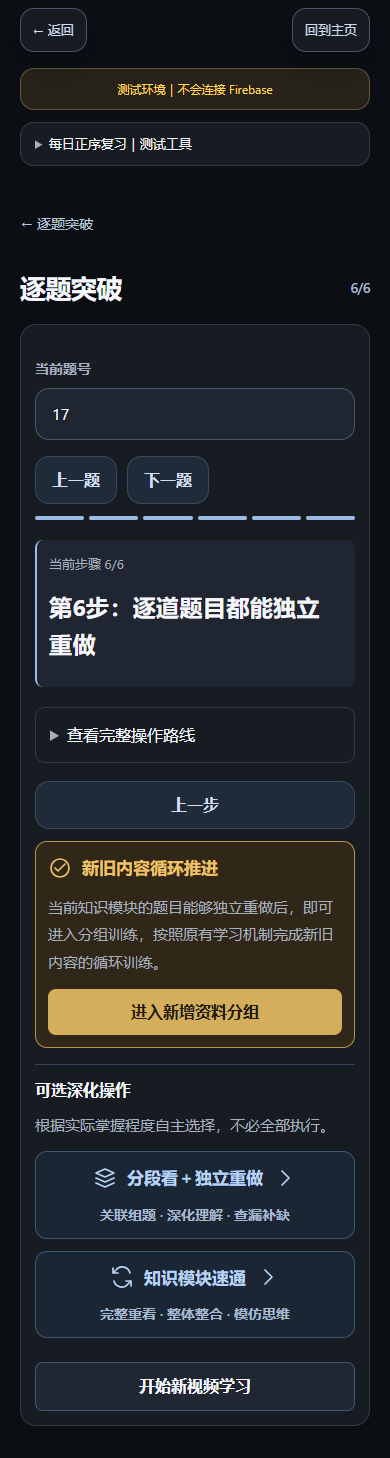 ← 返回
回到主页
测试环境 | 不会连接 Firebase
▶ 每日正序复习 | 测试工具
← 逐题突破
逐题突破
6/6
当前题号
17
上一题
下一题
当前步骤 6/6
第6步：逐道题目都能独立
重做
▶ 查看完整操作路线
上一步
新旧内容循环推进
当前知识模块的题目能够独立重做后，即可
进入分组训练，按照原有学习机制完成新旧
内容的循环训练。
进入新增资料分组
可选深化操作
根据实际掌握程度自主选择，不必全部执行。
分段看 + 独立重做
关联组题 · 深化理解 · 查漏补缺
知识模块速通
完整重看 · 整体整合 · 模仿思维
开始新视频学习